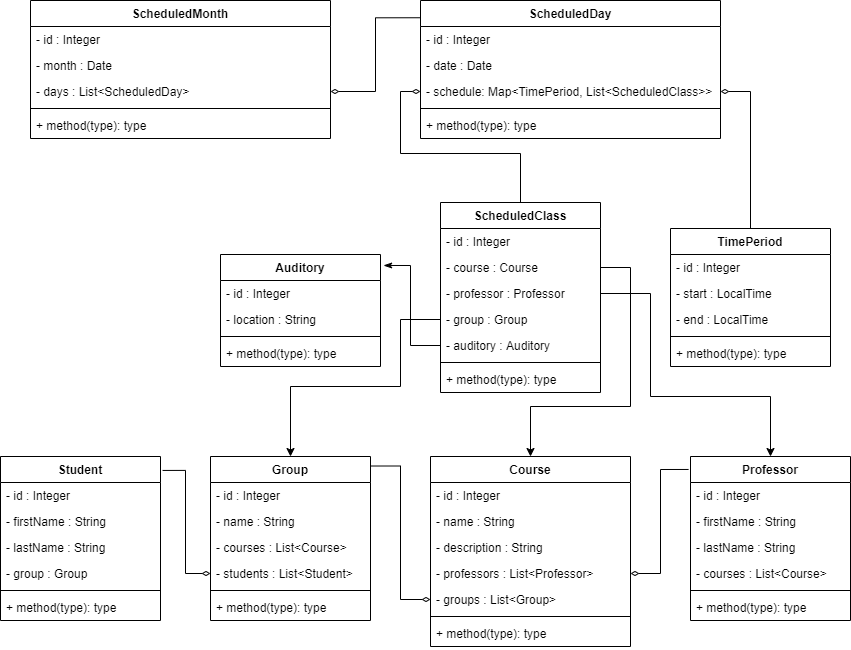 ScheduledMonth
- id : Integer
- month : Date
- days : List<ScheduledDay>
+ method(type): type
ScheduledDay
- id : Integer
- date : Date
- schedule: Map<TimePeriod, List<ScheduledClass>>
+ method(type): type
ScheduledClass
- id : Integer
- course : Course
- professor : Professor
- group : Group
- auditory : Auditory
+ method(type): type
TimePeriod
- id : Integer
- start : LocalTime
- end : LocalTime
+ method(type): type
Auditory
- id : Integer
- location : String
+ method(type): type
Student
- id : Integer
- firstName : String
- lastName : String
- group : Group
+ method(type): type
Group
- id : Integer
- name : String
- courses : List<Course>
- students : List<Student>
+ method(type): type
Course
- id : Integer
- name : String
- description : String
- professors : List<Professor>
- groups : List<Group>
+ method(type): type
Professor
- id : Integer
- firstName : String
- lastName : String
- courses : List<Course>
+ method(type): type